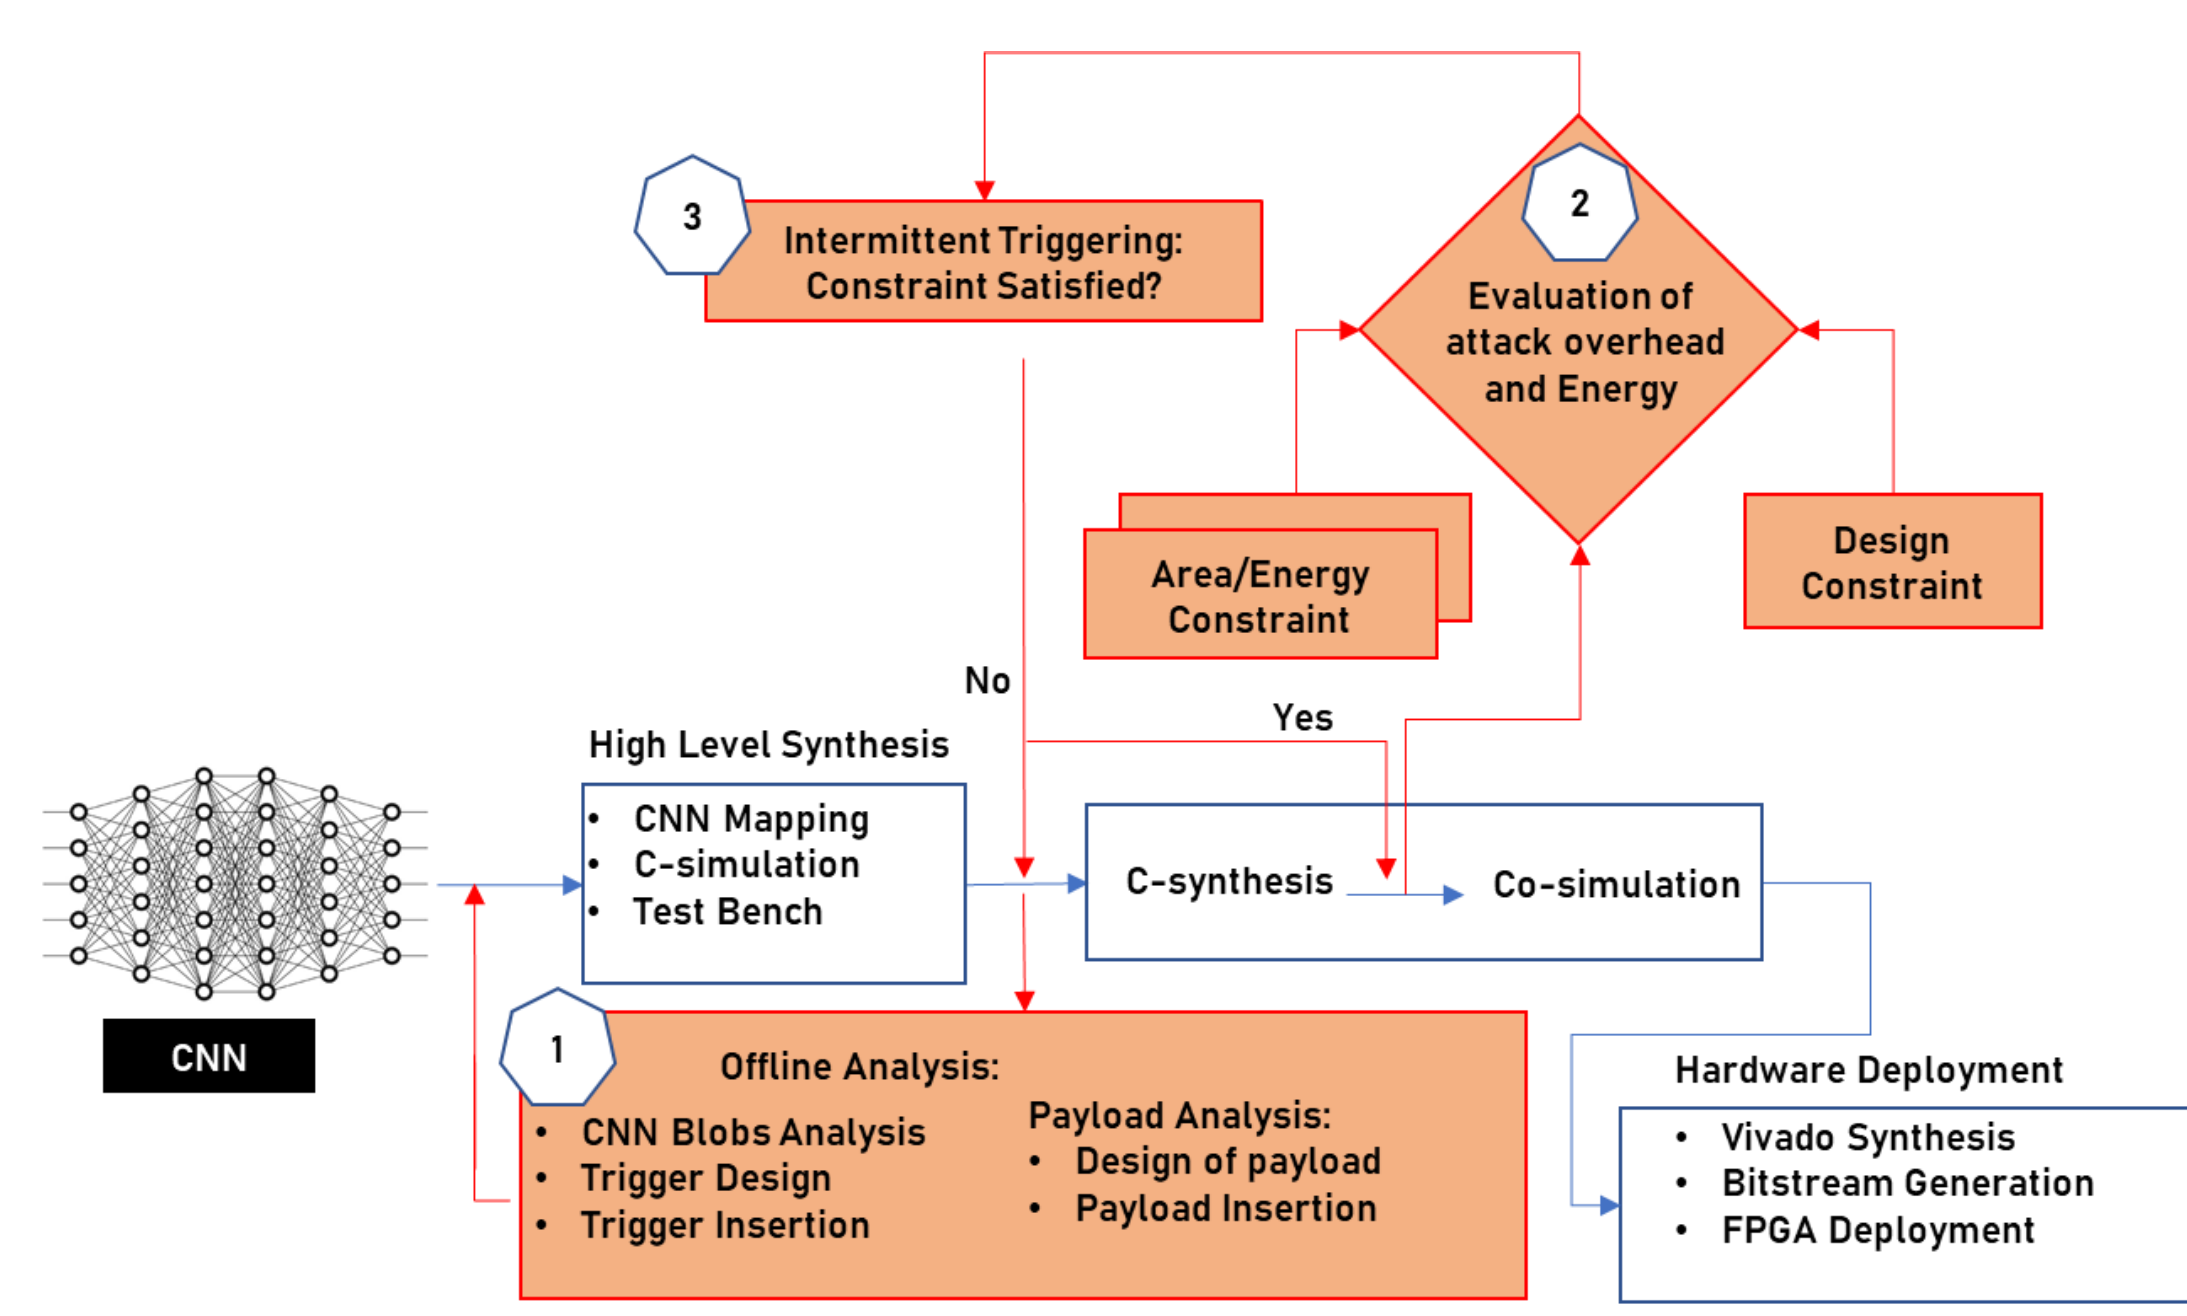 3
Intermittent Triggering:
Constraint Satisfied?
2
Evaluation of
attack overhead
and Energy
Area/Energy
Constraint
Design
Constraint
No
Yes
High Level Synthesis
• CNN Mapping
• C-simulation
• Test Bench
C-synthesis
Co-simulation
CNN
1
Offline Analysis:
• CNN Blobs Analysis
• Trigger Design
• Trigger Insertion
Payload Analysis:
• Design of payload
• Payload Insertion
Hardware Deployment
• Vivado Synthesis
• Bitstream Generation
• FPGA Deployment